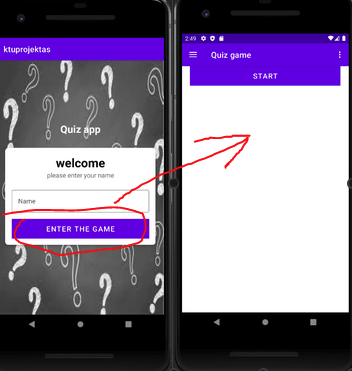 ktuprojektas
Quiz app
welcome
please enter your name
Name
ENTER THE GAME
2:49
Quiz game
START